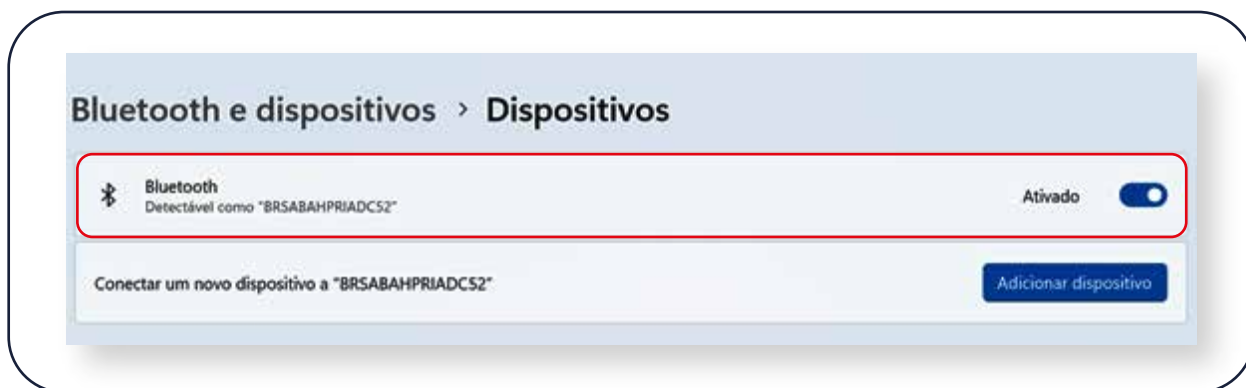 Bluetooth e dispositivos > Dispositivos
Bluetooth
Detectável como "BRSABAHPRIADC52"
Ativado
Conectar um novo dispositivo a "BRSABAHPRIADC52"
Adicionar dispositivo